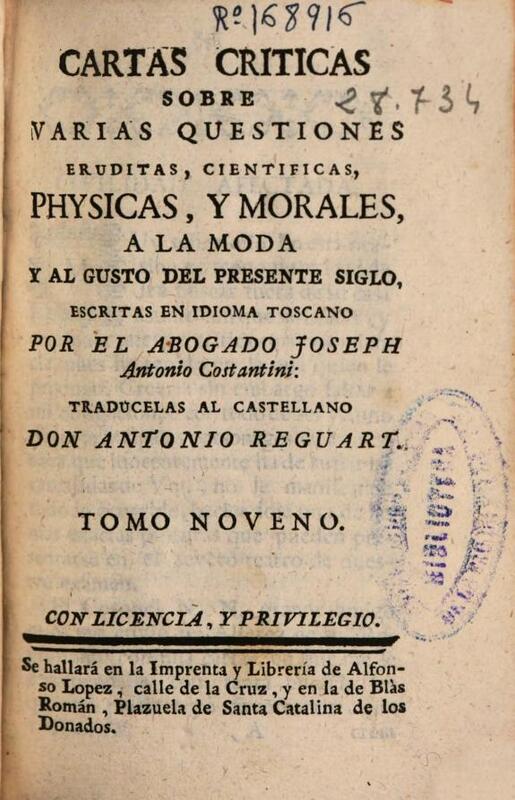 Rº 168916
CARTAS CRITICAS
SOBRE
28.734
VARIAS QUESTIONES
ERUDITAS, CIENTIFICAS,
PHYSICAS, Y MORALES,
A LA MODA
Y AL GUSTO DEL PRESENTE SIGLO,
ESCRITAS EN IDIOMA TOSCANO
POR EL ABOGADO JOSEPH
Antonio Costantini:
TRADUCELAS AL CASTELLANO
DON ANTONIO REGUART.
BIBLIOTECA
TOMO NOVENO.
CON LICENCIA, Y PRIVILEGIO.
Se hallará en la Imprenta y Librería de Alfon-
so Lopez, calle de la Cruz, y en la de Blàs
Román, Plazuela de Santa Catalina de los
Donados.